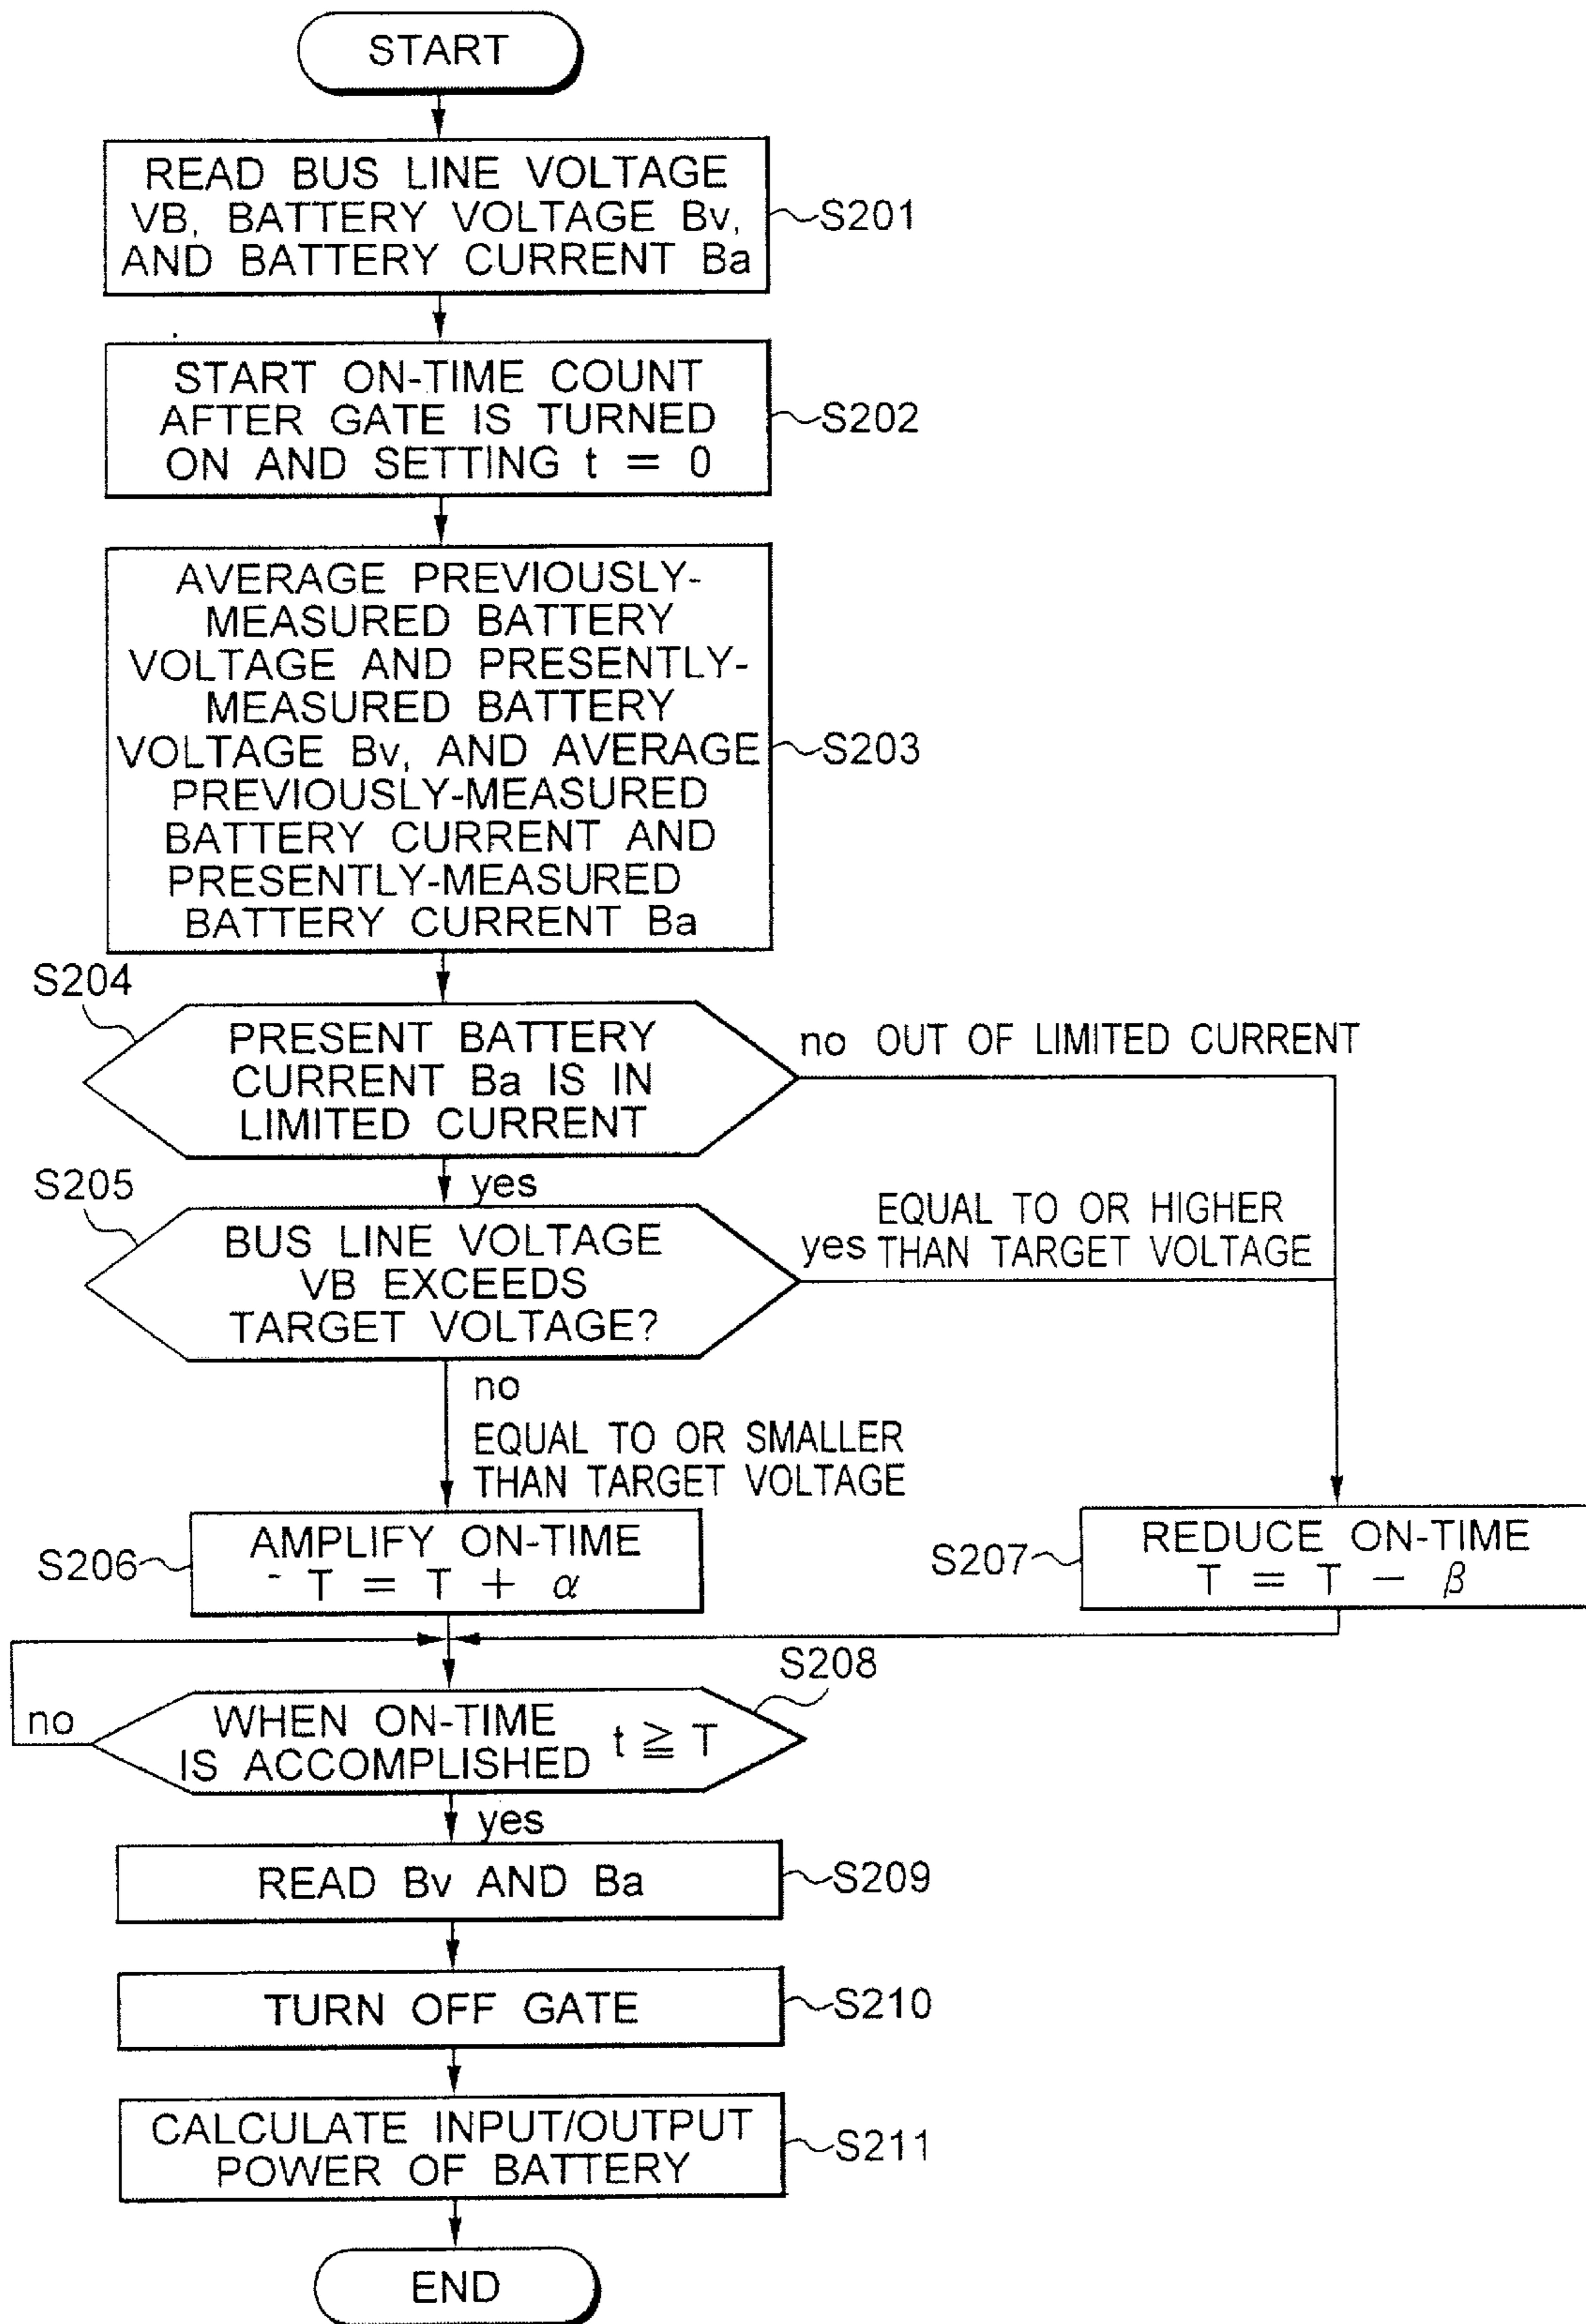 START
READ BUS LINE VOLTAGE
VB, BATTERY VOLTAGE Bv,
AND BATTERY CURRENT Ba
S201
START ON-TIME COUNT
AFTER GATE IS TURNED
ON AND SETTING t = 0
S202
AVERAGE PREVIOUSLY-
MEASURED BATTERY
VOLTAGE AND PRESENTLY-
MEASURED BATTERY
VOLTAGE Bv, AND AVERAGE
PREVIOUSLY-MEASURED
BATTERY CURRENT AND
PRESENTLY-MEASURED
BATTERY CURRENT Ba
S203
S204
PRESENT BATTERY
CURRENT Ba IS IN
LIMITED CURRENT
no OUT OF LIMITED CURRENT
yes
S205
BUS LINE VOLTAGE
VB EXCEEDS
TARGET VOLTAGE?
EQUAL TO OR HIGHER
yes THAN TARGET VOLTAGE
no
EQUAL TO OR SMALLER
THAN TARGET VOLTAGE
S206
AMPLIFY ON-TIME
T = T + α
S207
REDUCE ON-TIME
T = T − β
S208
no
WHEN ON-TIME
IS ACCOMPLISHED t ≧ T
yes
READ Bv AND Ba
S209
TURN OFF GATE
S210
CALCULATE INPUT/OUTPUT
POWER OF BATTERY
S211
END